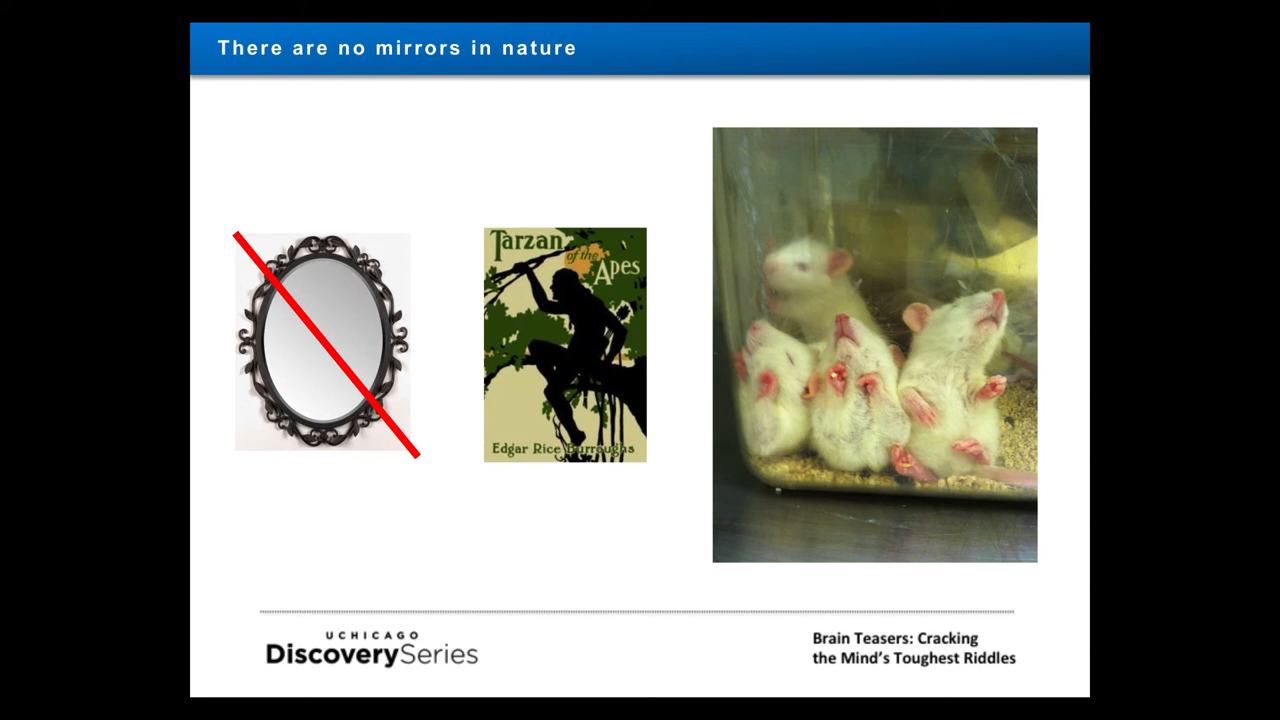 There are no mirrors in nature
Tarzan
of the
Apes
Edgar Rice Burroughs
UCHICAGO
DiscoverySeries
Brain Teasers: Cracking
the Mind's Toughest Riddles